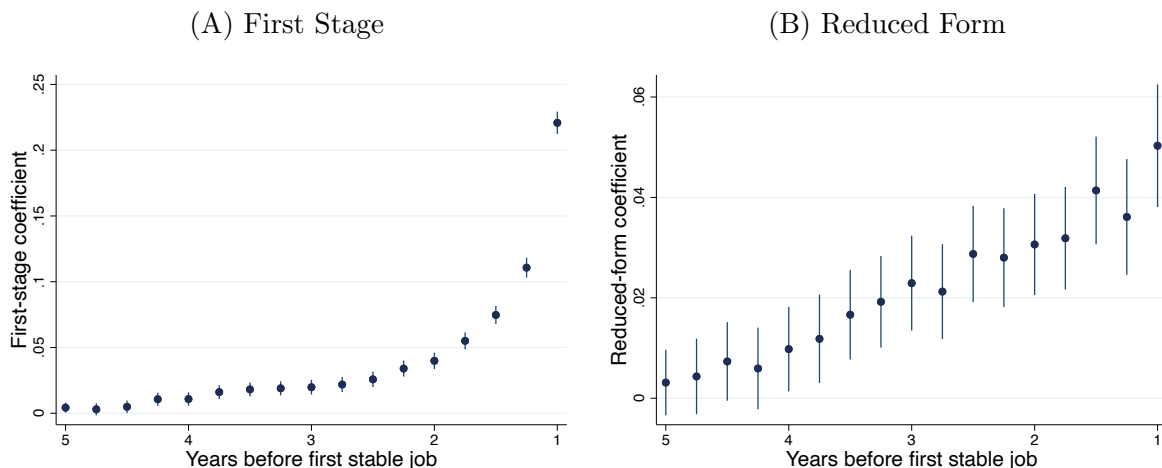 (A) First Stage
(B) Reduced Form
First-stage coefficient
.25
.2
.15
.1
.05
0
5 4 3 2 1
Years before first stable job
Reduced-form coefficient
.06
.04
.02
0
5 4 3 2 1
Years before first stable job